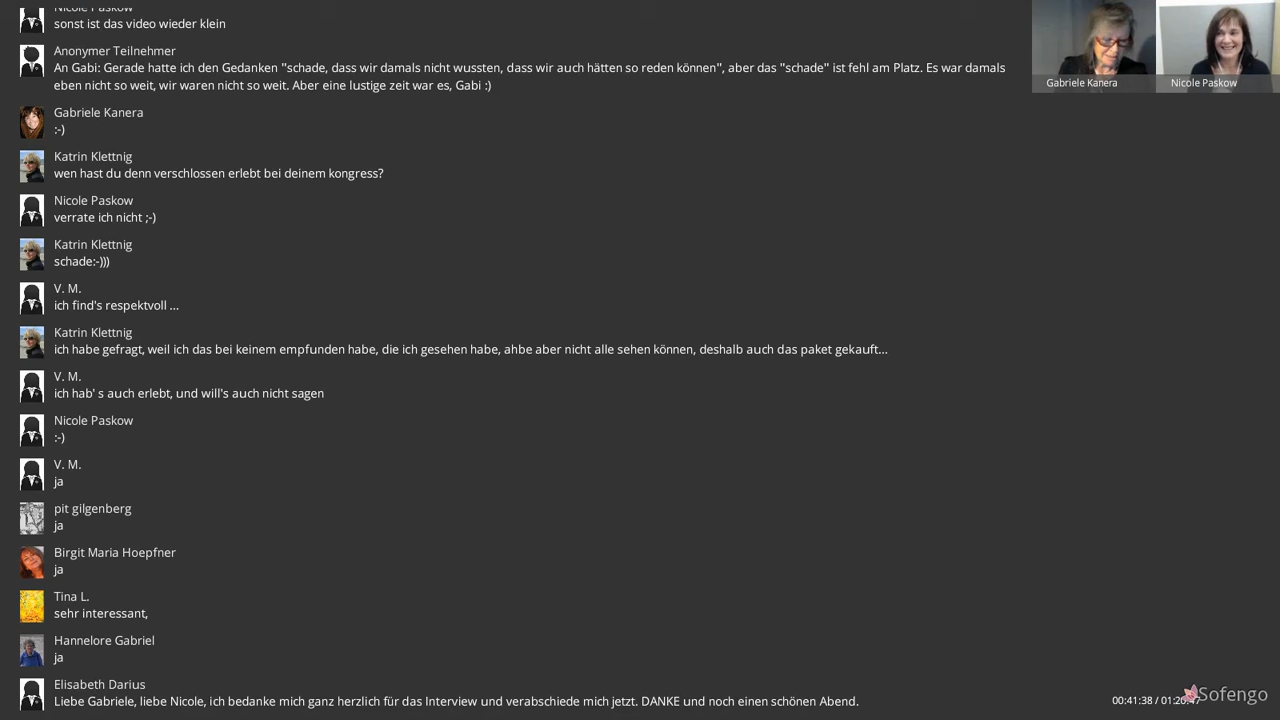 Nicole Paskow
sonst ist das video wieder klein
Anonymer Teilnehmer
An Gabi: Gerade hatte ich den Gedanken "schade, dass wir damals nicht wussten, dass wir auch hätten so reden können", aber das "schade" ist fehl am Platz. Es war damals
eben nicht so weit, wir waren nicht so weit. Aber eine lustige zeit war es, Gabi :)
Gabriele Kanera
:-)
Katrin Klettnig
wen hast du denn verschlossen erlebt bei deinem kongress?
Nicole Paskow
verrate ich nicht ;-)
Katrin Klettnig
schade:-)))
V. M.
ich find's respektvoll ...
Katrin Klettnig
ich habe gefragt, weil ich das bei keinem empfunden habe, die ich gesehen habe, ahbe aber nicht alle sehen können, deshalb auch das paket gekauft...
V. M.
ich hab' s auch erlebt, und will's auch nicht sagen
Nicole Paskow
:-)
V. M.
ja
pit gilgenberg
ja
Birgit Maria Hoepfner
ja
Tina L.
sehr interessant,
Hannelore Gabriel
ja
Elisabeth Darius
Liebe Gabriele, liebe Nicole, ich bedanke mich ganz herzlich für das Interview und verabschiede mich jetzt. DANKE und noch einen schönen Abend.
Gabriele Kanera
Nicole Paskow
00:41:38 /
Sofengo